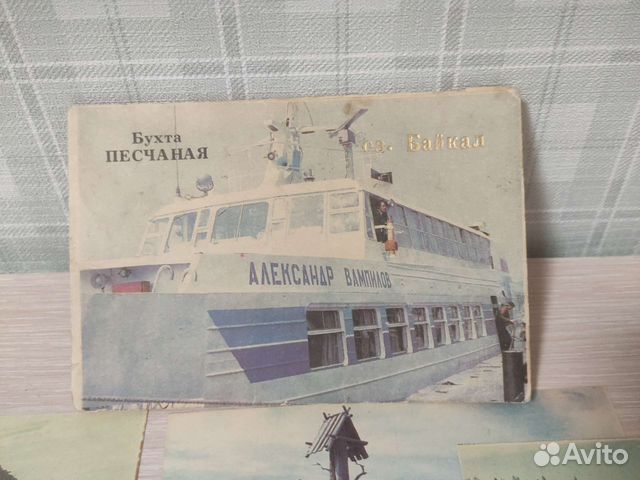 Бухта
ПЕСЧАНАЯ
оз. Байкал
АЛЕКСАНДР ВАМПИЛОВ
Avito